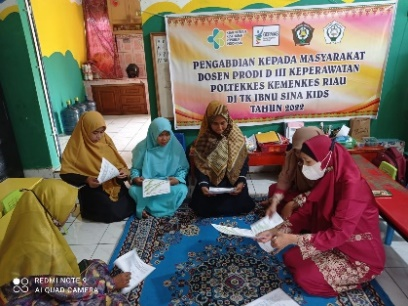 PENGABDIAN KEPADA MASYARAKAT
DOSEN PRODI D III KEPERAWATAN
POLTEKKES KEMENKES RIAU
DI TK IBNU SINA KIDS
TAHUN 2022
REDMI NOTE 9
AI QUAD CAMERA